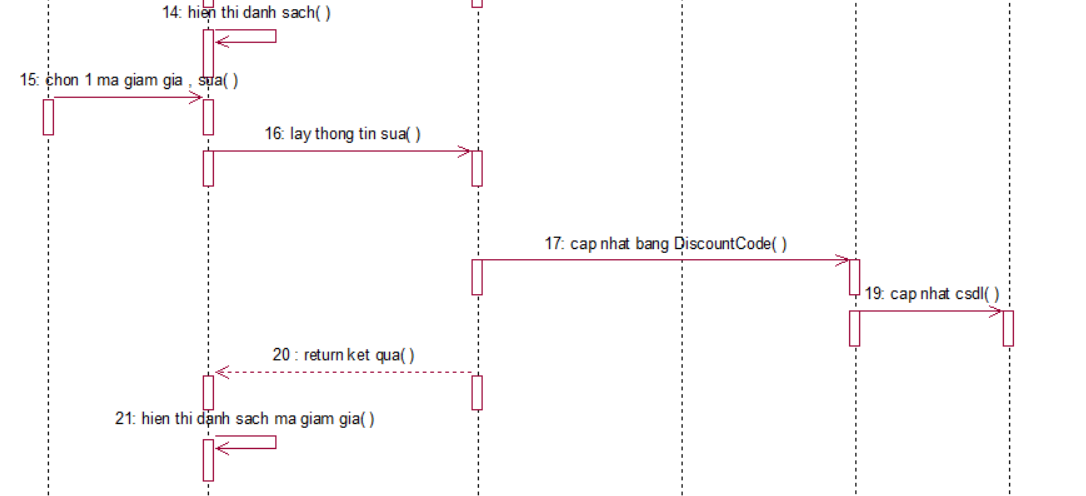 14: hien thi danh sach( )
15: chon 1 ma giam gia , sua( )
16: lay thong tin sua( )
17: cap nhat bang DiscountCode( )
19: cap nhat csdl( )
20 : return ket qua( )
21: hien thi danh sach ma giam gia( )